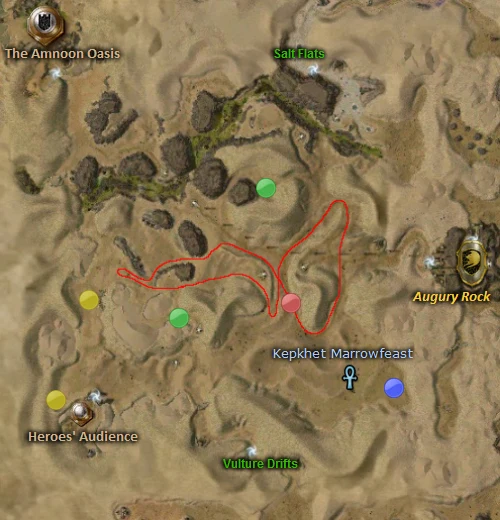 The Amnoon Oasis
Salt Flats
Augury Rock
Kepkhet Marrowfeast
Heroes' Audience
Vulture Drifts